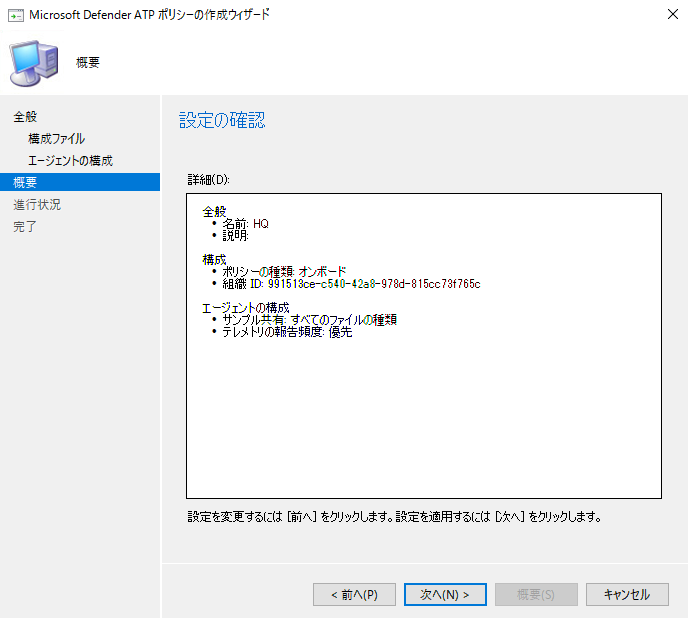 Microsoft Defender ATP ポリシーの作成ウィザード
概要
全般
構成ファイル
エージェントの構成
概要
進行状況
完了
設定の確認
詳細(D):
全般
• 名前: HQ
• 説明:
構成
• ポリシーの種類: オンボード
• 組織 ID: 991513ce-c540-42a8-978d-815cc73f765c
エージェントの構成
• サンプル共有: すべてのファイルの種類
• テレメトリの報告頻度: 優先
設定を変更するには [前へ] をクリックします。設定を適用するには [次へ] をクリックします。
< 前へ(P)
次へ(N) >
概要(S)
キャンセル